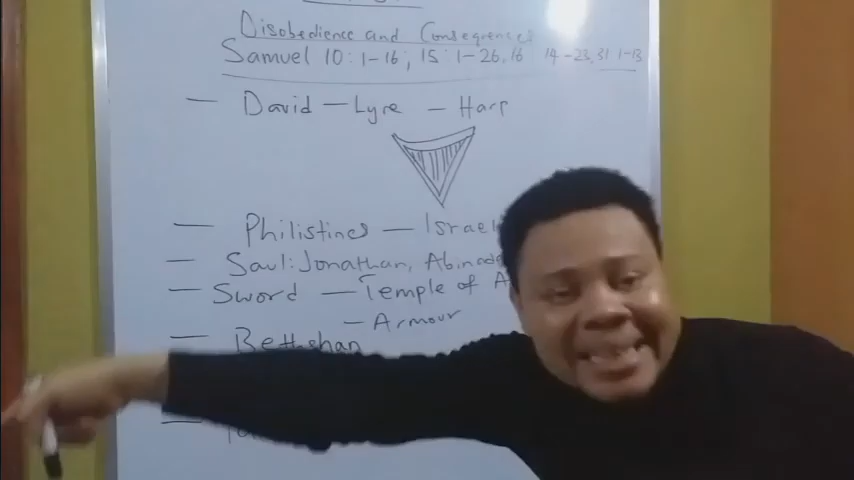 Disobedience and Consequences
Samuel 10:1-16; 15:1-26, 16 14-23, 31 1-13
— David — Lyre — Harp
— Philistines — Israel
— Saul: Jonathan,
— Sword — Temple of
— Armour
— Bethshan